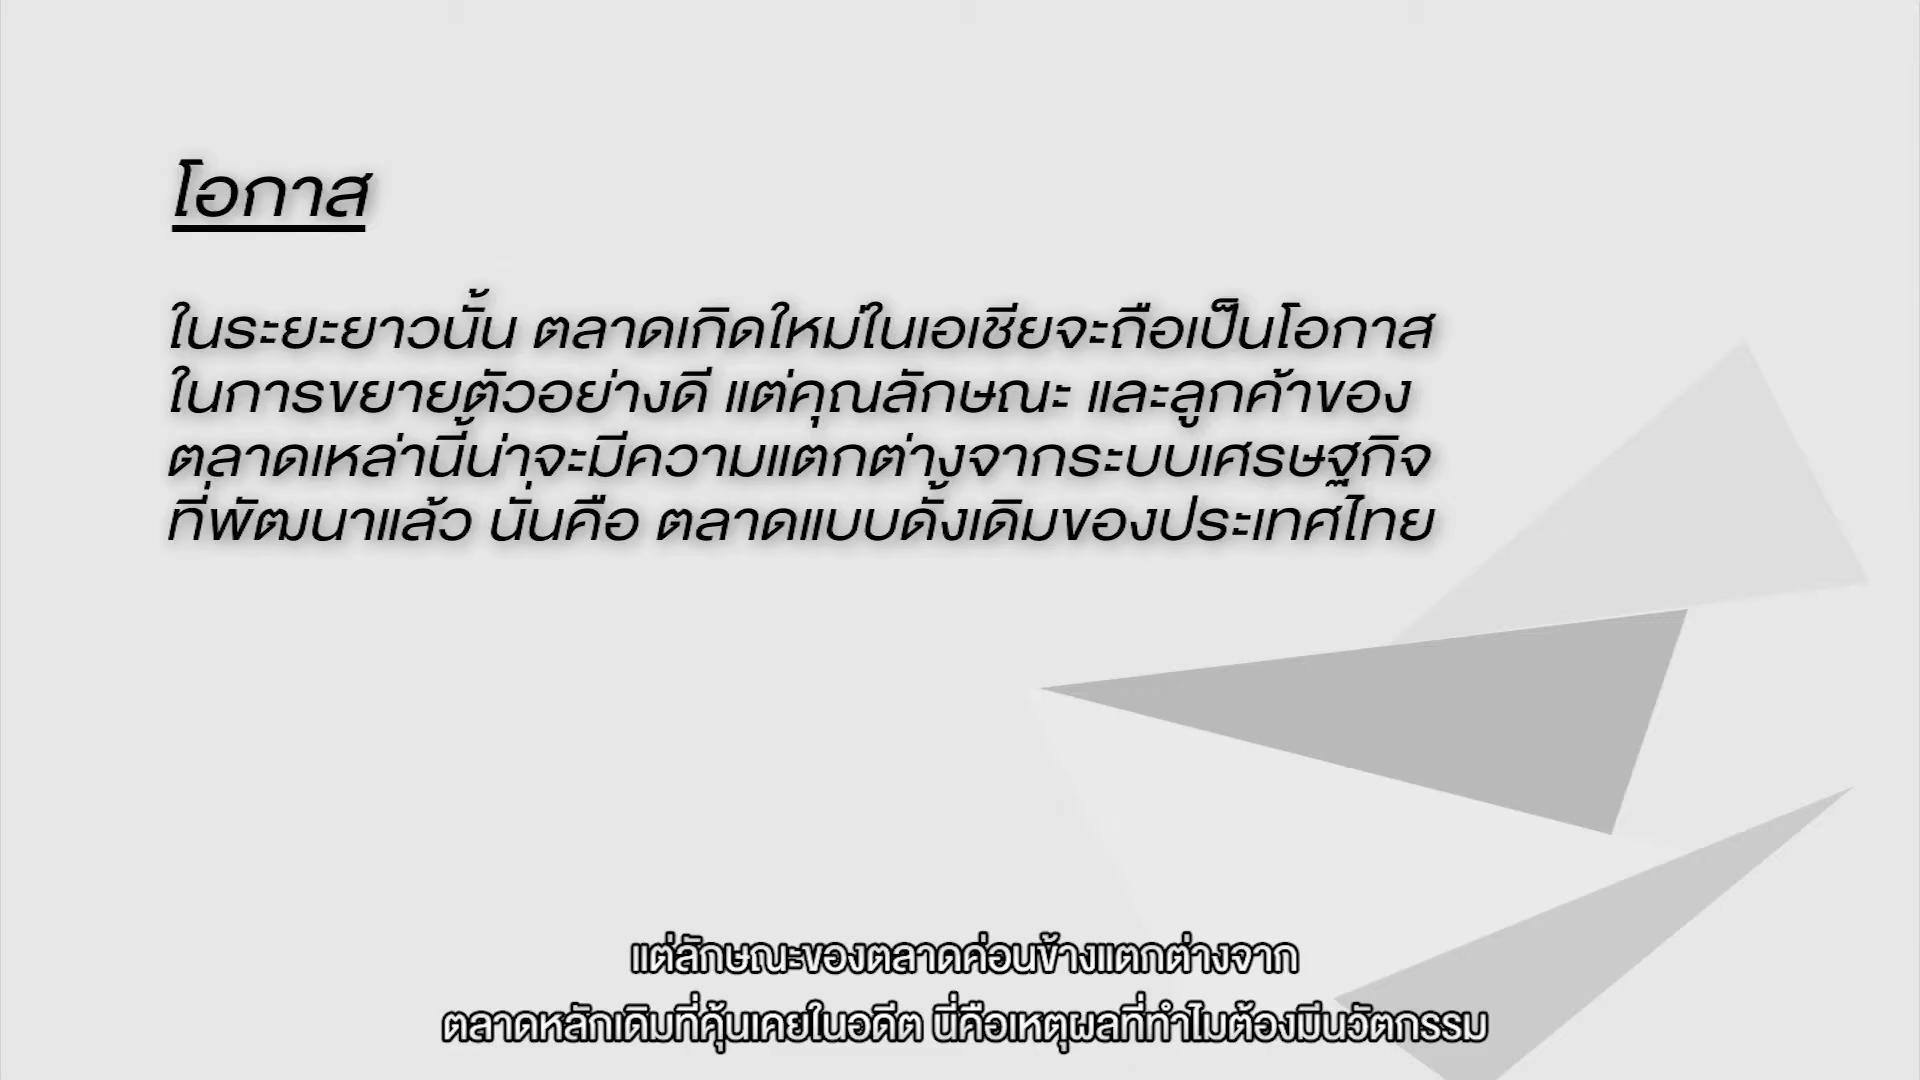 โอกาส
ในระยะยาวนั้น ตลาดเกิดใหม่ในเอเชียจะถือเป็นโอกาส
ในการขยายตัวอย่างดี แต่คุณลักษณะ และลูกค้าของ
ตลาดเหล่านี้น่าจะมีความแตกต่างจากระบบเศรษฐกิจ
ที่พัฒนาแล้ว นั่นคือ ตลาดแบบดั้งเดิมของประเทศไทย
แต่ลักษณะของตลาดค่อนข้างแตกต่างจาก
ตลาดหลักเดิมที่คุ้นเคยในอดีต นี่คือเหตุผลที่ทำไมต้องมีนวัตกรรม